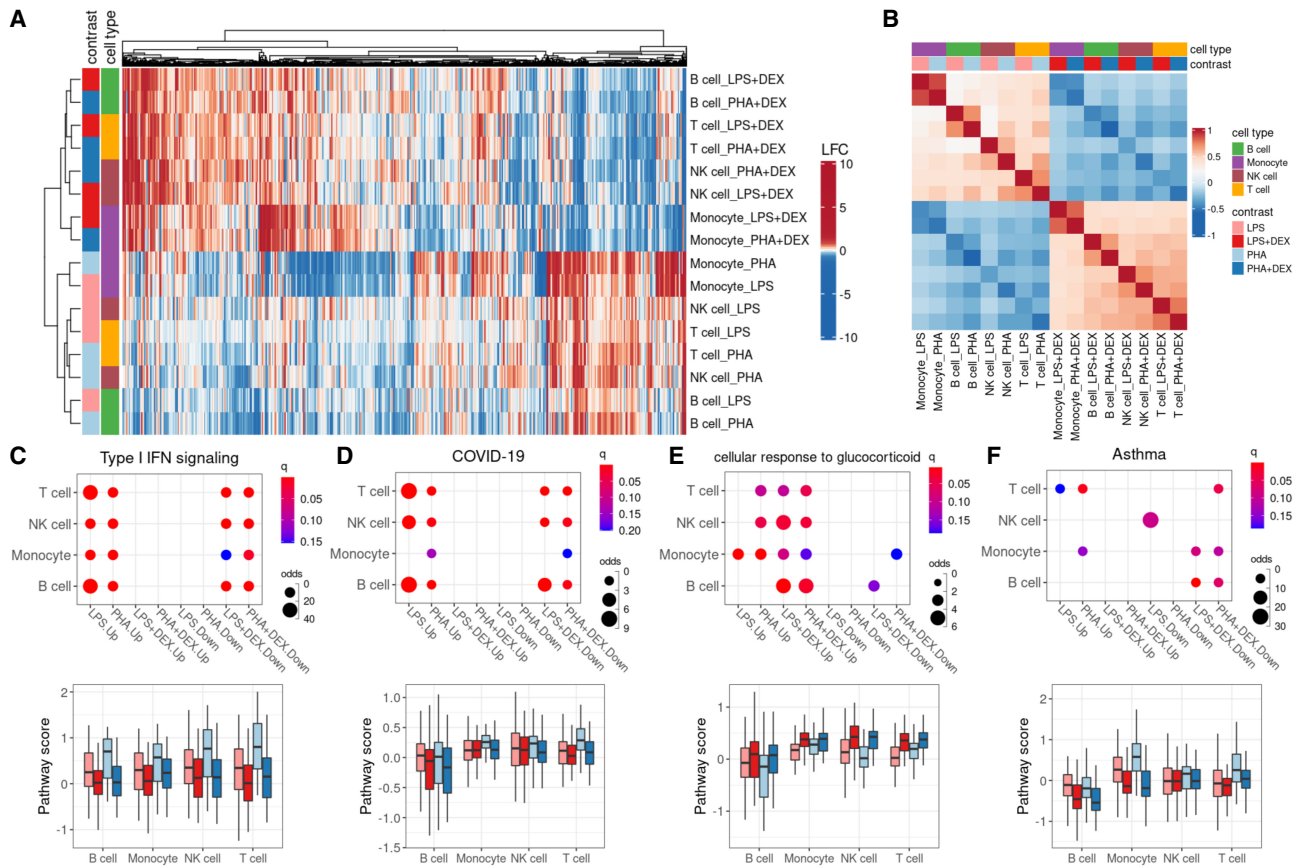 A
contrast
cell type
B cell_LPS+DEX
B cell_PHA+DEX
T cell_LPS+DEX
T cell_PHA+DEX
NK cell_PHA+DEX
NK cell_LPS+DEX
Monocyte_LPS+DEX
Monocyte_PHA+DEX
Monocyte_PHA
Monocyte_LPS
NK cell_LPS
T cell_LPS
T cell_PHA
NK cell_PHA
B cell_LPS
B cell_PHA
LFC
10
5
0
-5
-10
B
cell type
contrast
1
0.5
0
-0.5
-1
cell type
B cell
Monocyte
NK cell
T cell
contrast
LPS
LPS+DEX
PHA
PHA+DEX
Monocyte_LPS
Monocyte_PHA
B cell_LPS
B cell_PHA
NK cell_LPS
NK cell_PHA
T cell_LPS
T cell_PHA
Monocyte_LPS+DEX
Monocyte_PHA+DEX
B cell_LPS+DEX
B cell_PHA+DEX
NK cell_LPS+DEX
NK cell_PHA+DEX
T cell_LPS+DEX
T cell_PHA+DEX
C
Type I IFN signaling
T cell
NK cell
Monocyte
B cell
LPS.Up
PHA.Up
LPS+DEX.Up
PHA+DEX.Up
LPS.Down
PHA.Down
LPS+DEX.Down
PHA+DEX.Down
q
0.05
0.10
0.15
odds
0
20
40
Pathway score
2
1
0
-1
B cell
Monocyte
NK cell
T cell
D
COVID-19
T cell
NK cell
Monocyte
B cell
LPS.Up
PHA.Up
LPS+DEX.Up
PHA+DEX.Up
LPS.Down
PHA.Down
LPS+DEX.Down
PHA+DEX.Down
q
0.05
0.10
0.15
0.20
odds
0
3
6
9
Pathway score
1.0
0.5
0.0
-0.5
-1.0
-1.5
B cell
Monocyte
NK cell
T cell
E
cellular response to glucocorticoid
T cell
NK cell
Monocyte
B cell
LPS.Up
PHA.Up
LPS+DEX.Up
PHA+DEX.Up
LPS.Down
PHA.Down
LPS+DEX.Down
PHA+DEX.Down
q
0.05
0.10
0.15
odds
0
2
4
6
Pathway score
1
0
-1
B cell
Monocyte
NK cell
T cell
F
Asthma
T cell
NK cell
Monocyte
B cell
LPS.Up
PHA.Up
LPS+DEX.Up
PHA+DEX.Up
LPS.Down
PHA.Down
LPS+DEX.Down
PHA+DEX.Down
q
0.05
0.10
0.15
odds
0
10
20
30
Pathway score
2
1
0
-1
B cell
Monocyte
NK cell
T cell